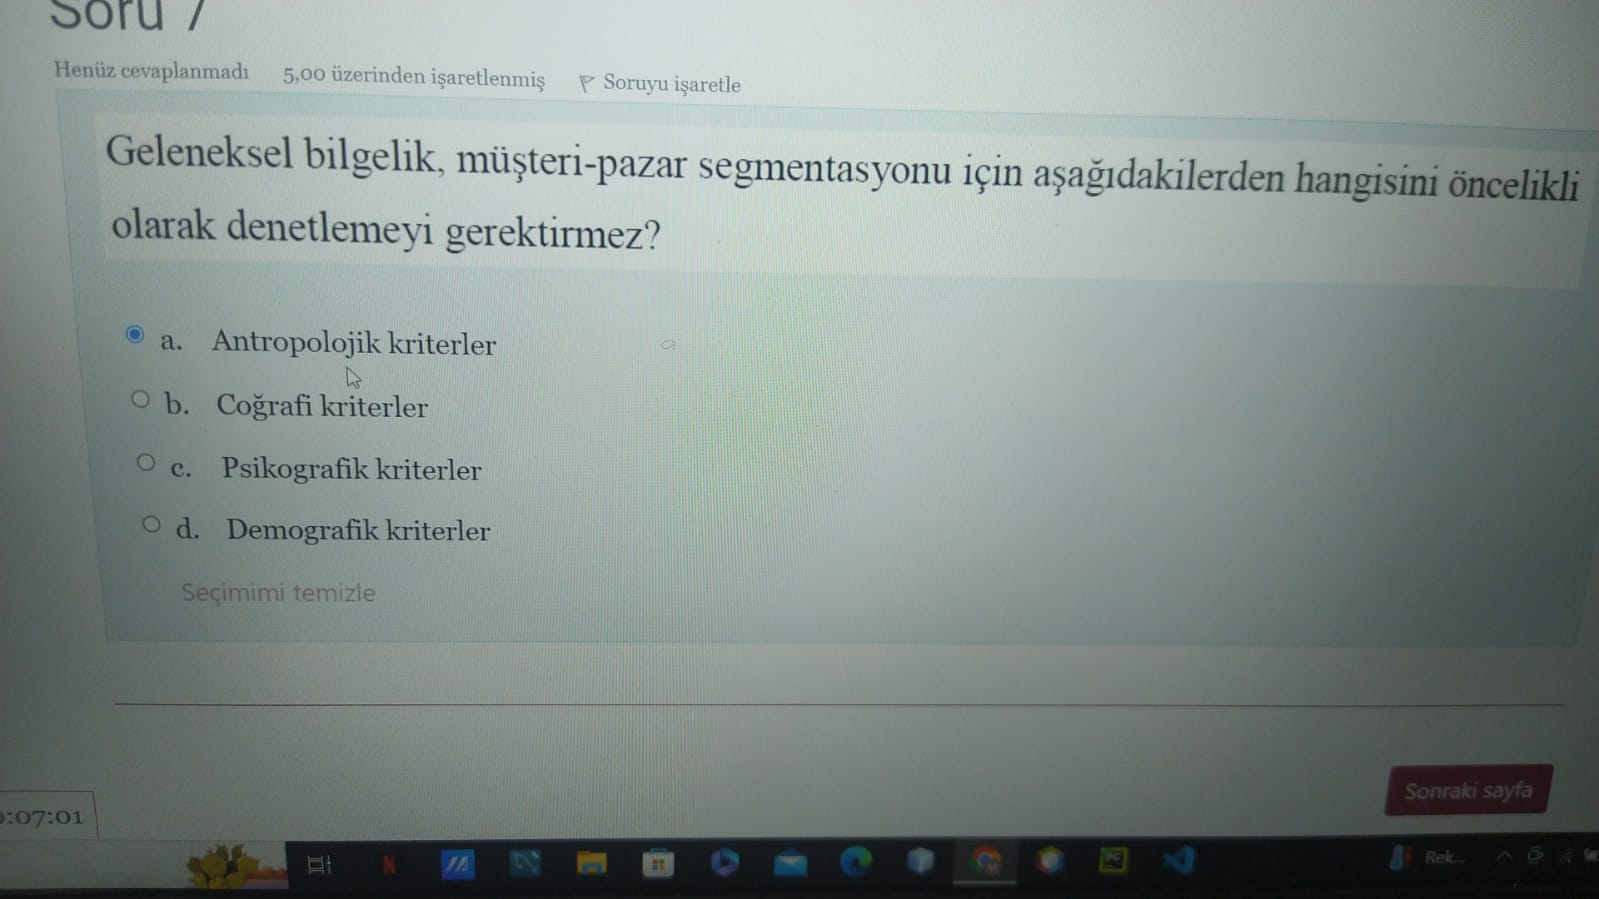 Soru 7
Henüz cevaplanmadı 5,00 üzerinden işaretlenmiş Soruyu işaretle
Geleneksel bilgelik, müşteri-pazar segmentasyonu için aşağıdakilerden hangisini öncelikli
olarak denetlemeyi gerektirmez?
a. Antropolojik kriterler
b. Coğrafi kriterler
c. Psikografik kriterler
d. Demografik kriterler
Seçimimi temizle
Sonraki sayfa
:07:01
Rek...